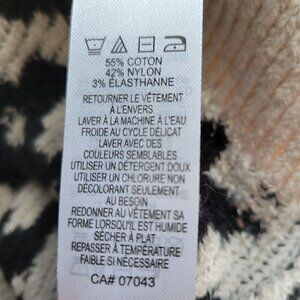 55% COTON
42% NYLON
3% ÉLASTHANNE
RETOURNER LE VÊTEMENT
À L'ENVERS
LAVER À LA MACHINE À L'EAU
FROIDE AU CYCLE DÉLICAT
LAVER AVEC DES
COULEURS SEMBLABLES
UTILISER UN DÉTERGENT DOUX
UTILISER UN CHLORURE NON
DÉCOLORANT SEULEMENT
AU BESOIN
REDONNER AU VÊTEMENT SA
FORME LORSQU'IL EST HUMIDE
SÉCHER À PLAT
REPASSER À TEMPÉRATURE
FAIBLE SI NÉCESSAIRE
CA# 07043